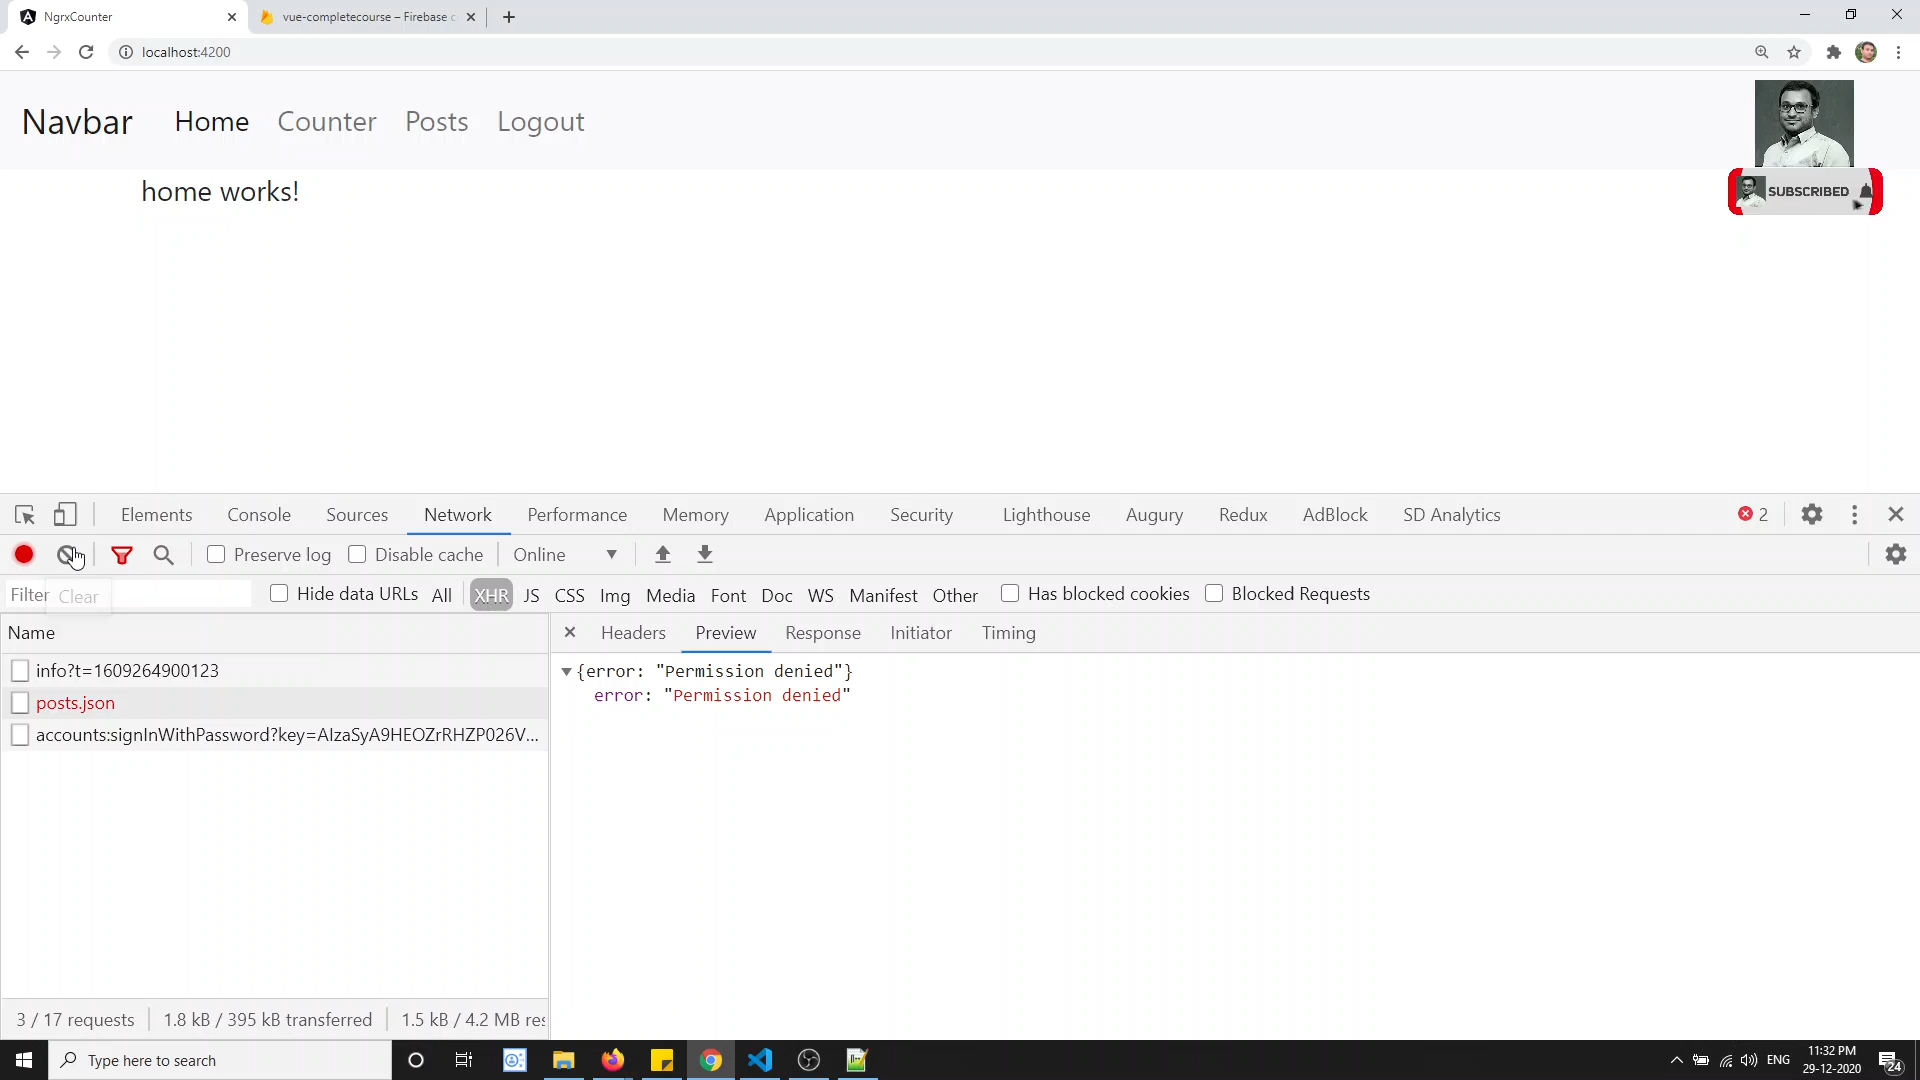 NgrxCounter
vue-completecourse – Firebase c
localhost:4200
Navbar Home Counter Posts Logout
SUBSCRIBED
home works!
Elements Console Sources Network Performance Memory Application Security Lighthouse Augury Redux AdBlock SD Analytics 2
Preserve log Disable cache Online
Filter Clear Hide data URLs All XHR JS CSS Img Media Font Doc WS Manifest Other Has blocked cookies Blocked Requests
Name
Headers Preview Response Initiator Timing
info?t=1609264900123
posts.json
accounts:signInWithPassword?key=AIzaSyA9HEOZrRHZP026V...
{error: "Permission denied"}
error: "Permission denied"
3 / 17 requests 1.8 kB / 395 kB transferred 1.5 kB / 4.2 MB res
Type here to search
ENG
11:32 PM
29-12-2020
24